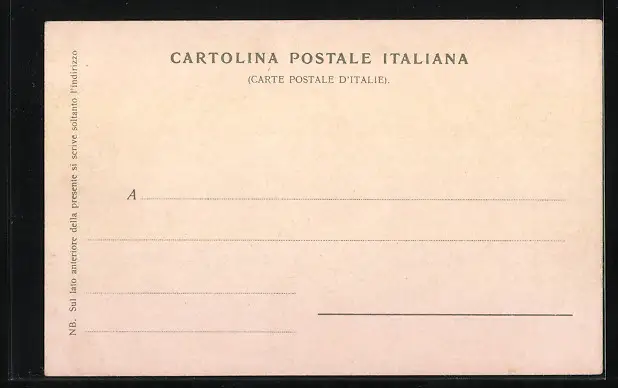 CARTOLINA POSTALE ITALIANA
(CARTE POSTALE D'ITALIE).
A
NB. Sul lato anteriore della presente si scrive soltanto l'indirizzo